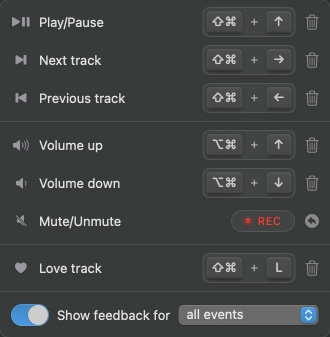 Play/Pause ⇧⌘ + ↑
Next track ⇧⌘ + →
Previous track ⇧⌘ + ←
Volume up ⌥⌘ + ↑
Volume down ⌥⌘ + ↓
Mute/Unmute REC
Love track ⇧⌘ + L
Show feedback for all events